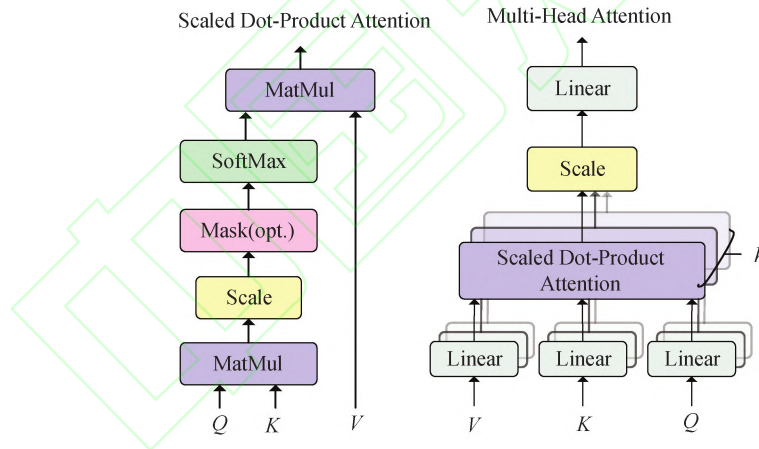 Scaled Dot-Product Attention
MatMul
SoftMax
Mask(opt.)
Scale
MatMul
Q K V
Multi-Head Attention
Linear
Scale
Scaled Dot-Product
Attention
Linear Linear Linear
V K Q